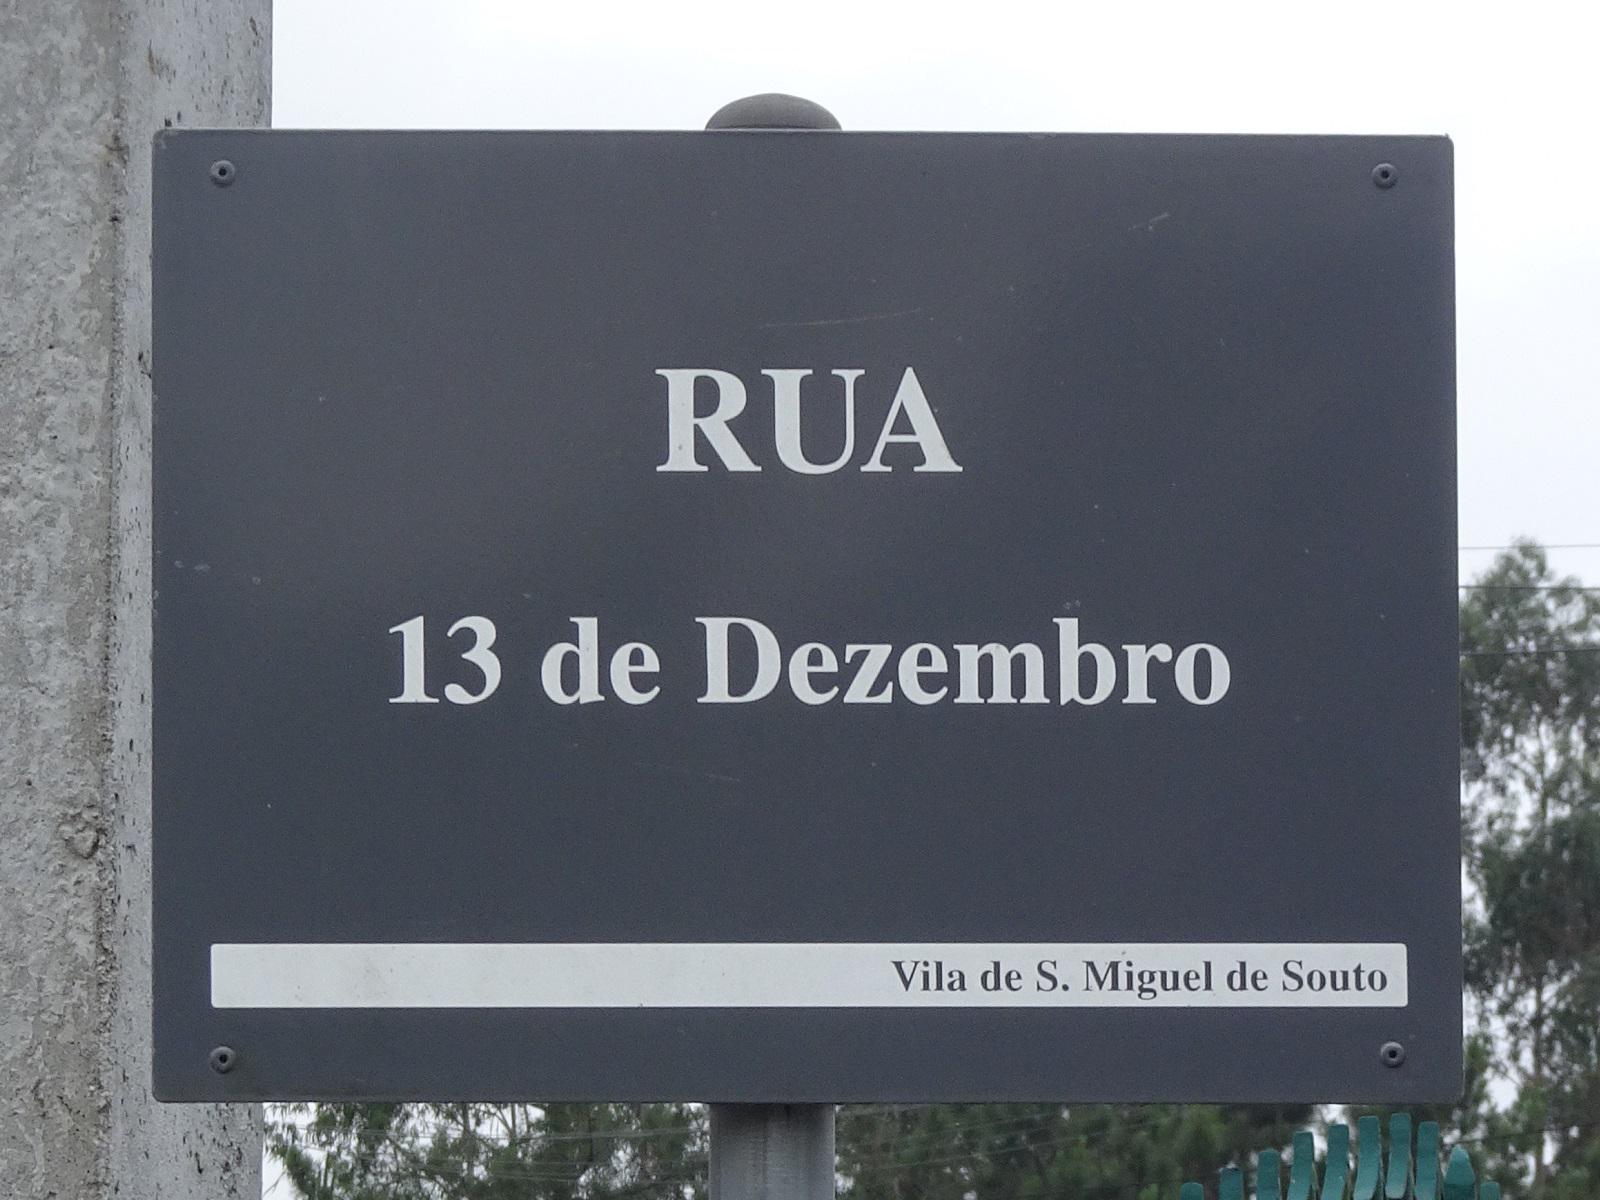 RUA
13 de Dezembro
Vila de S. Miguel de Souto